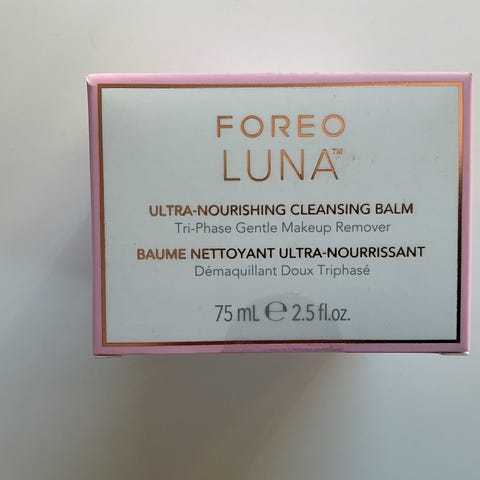 FOREO
LUNA™
ULTRA-NOURISHING CLEANSING BALM
Tri-Phase Gentle Makeup Remover
BAUME NETTOYANT ULTRA-NOURRISSANT
Démaquillant Doux Triphasé
75 mL ℮ 2.5 fl.oz.